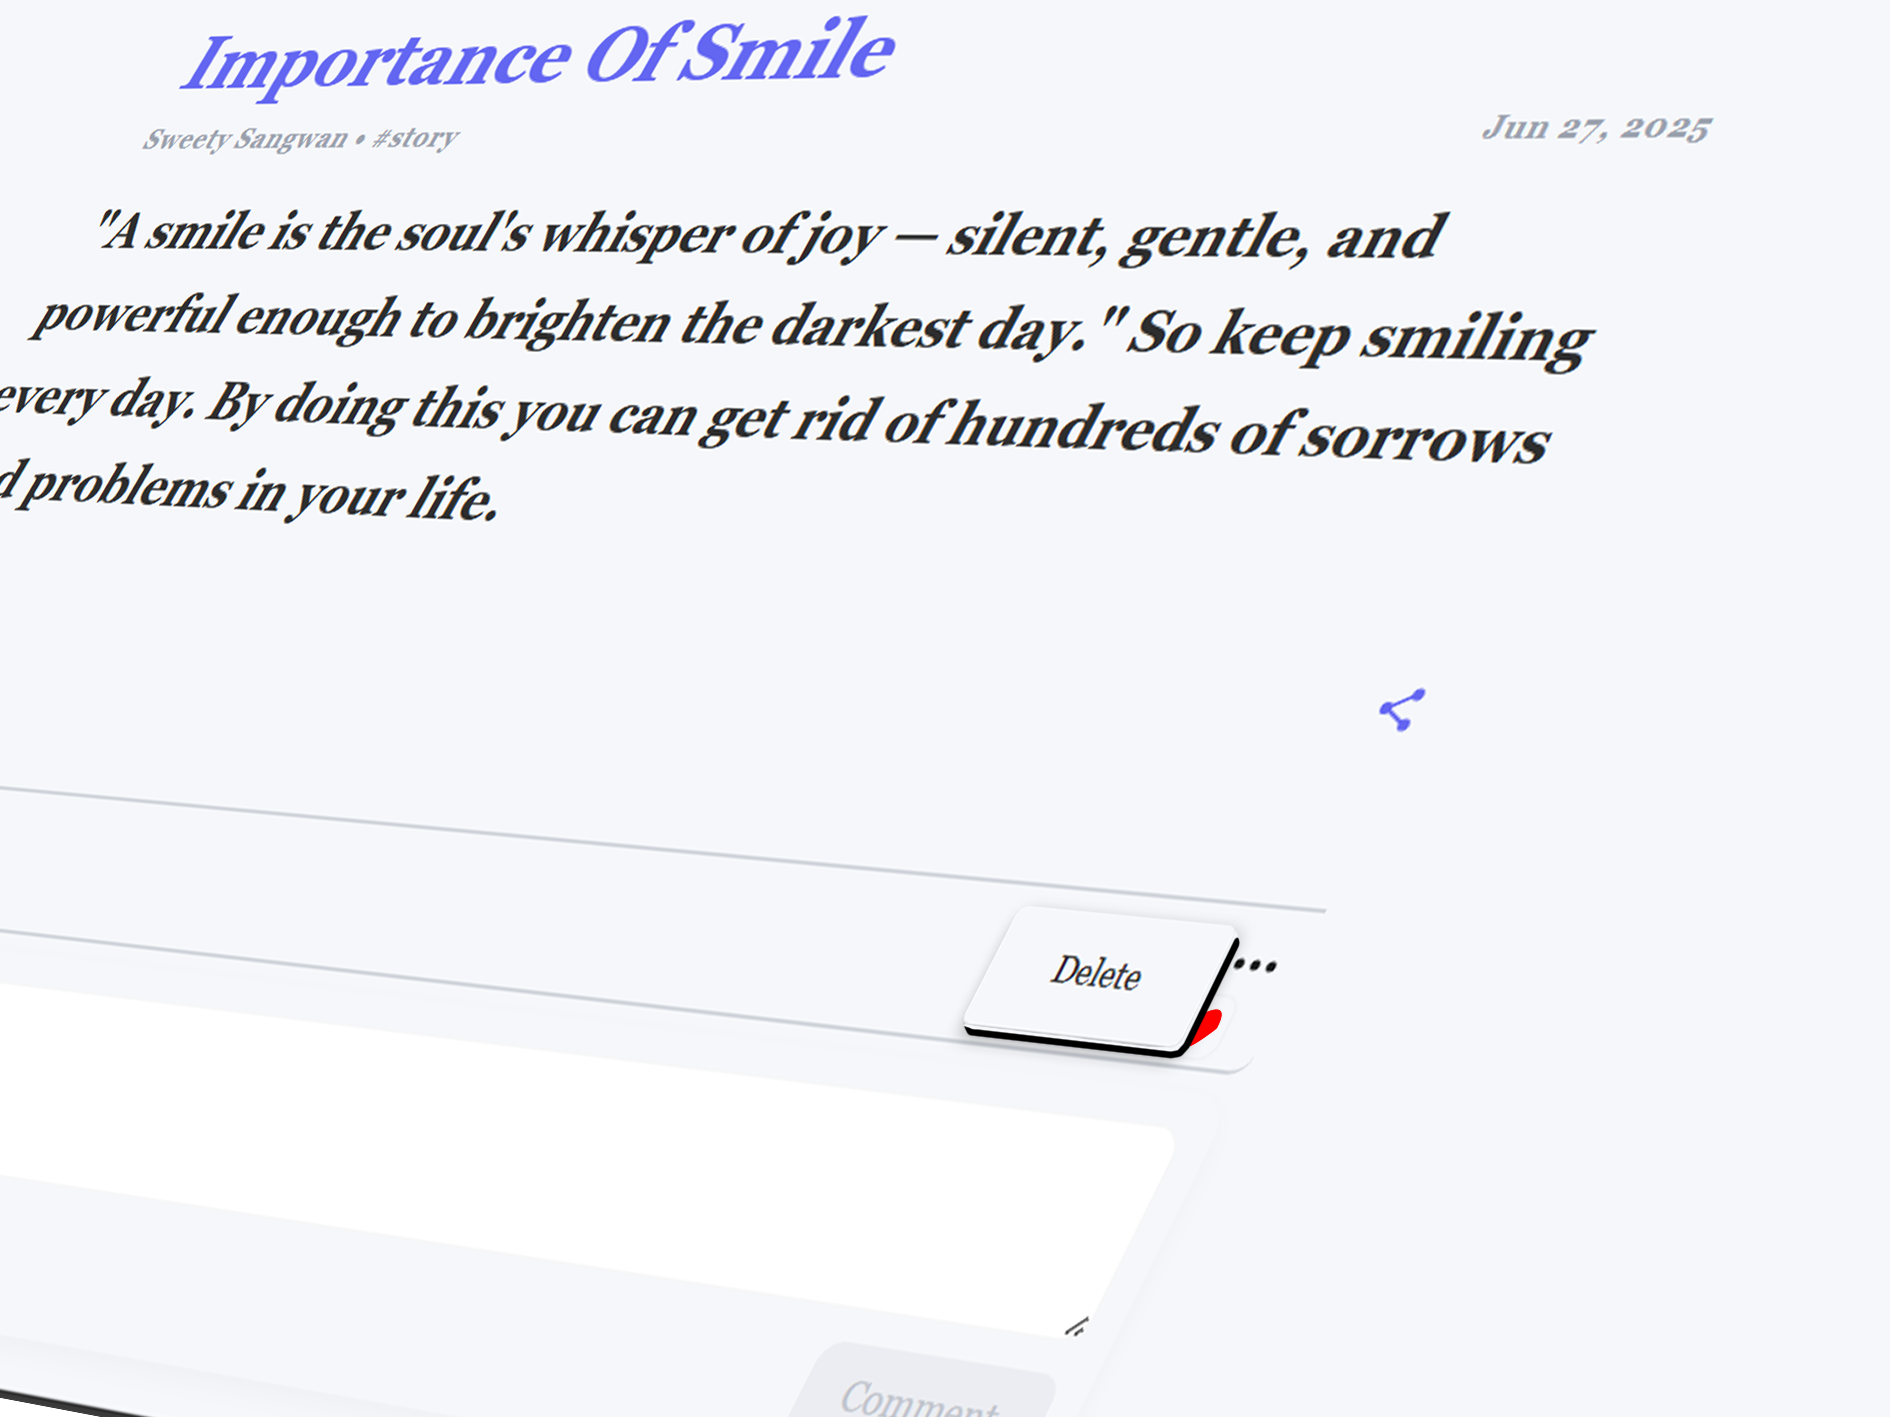 Importance Of Smile
Sweety Sangwan • #story
Jun 27, 2025
"A smile is the soul's whisper of joy — silent, gentle, and
powerful enough to brighten the darkest day." So keep smiling
every day. By doing this you can get rid of hundreds of sorrows
problems in your life.
Delete
Comment